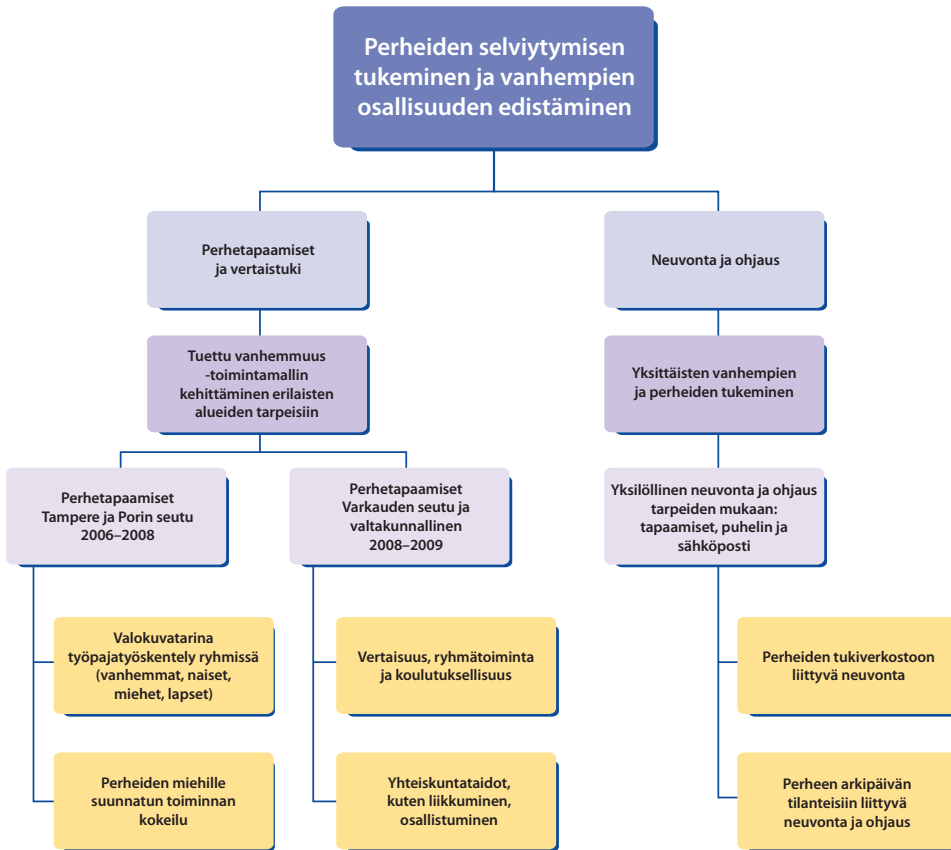 Perheiden selviytymisen
tukeminen ja vanhempien
osallisuuden edistäminen
Perhetapaamiset
ja vertaistuki
Neuvonta ja ohjaus
Tuettu vanhemmuus
-toimintamallin
kehittäminen erilaisten
alueiden tarpeisiin
Yksittäisten vanhempien
ja perheiden tukeminen
Perhetapaamiset
Tampere ja Porin seutu
2006–2008
Perhetapaamiset
Varkauden seutu ja
valtakunnallinen
2008–2009
Yksilöllinen neuvonta ja ohjaus
tarpeiden mukaan:
tapaamiset, puhelin ja
sähköposti
Valokuvatarina
työpajatyöskentely ryhmissä
(vanhemmat, naiset,
miehet, lapset)
Vertaisuus, ryhmätoiminta
ja koulutuksellisuus
Perheiden tukiverkostoon
liittyvä neuvonta
Perheiden miehille
suunnatun toiminnan
kokeilu
Yhteiskuntataidot,
kuten liikkuminen,
osallistuminen
Perheen arkipäivän
tilanteisiin liittyvä
neuvonta ja ohjaus